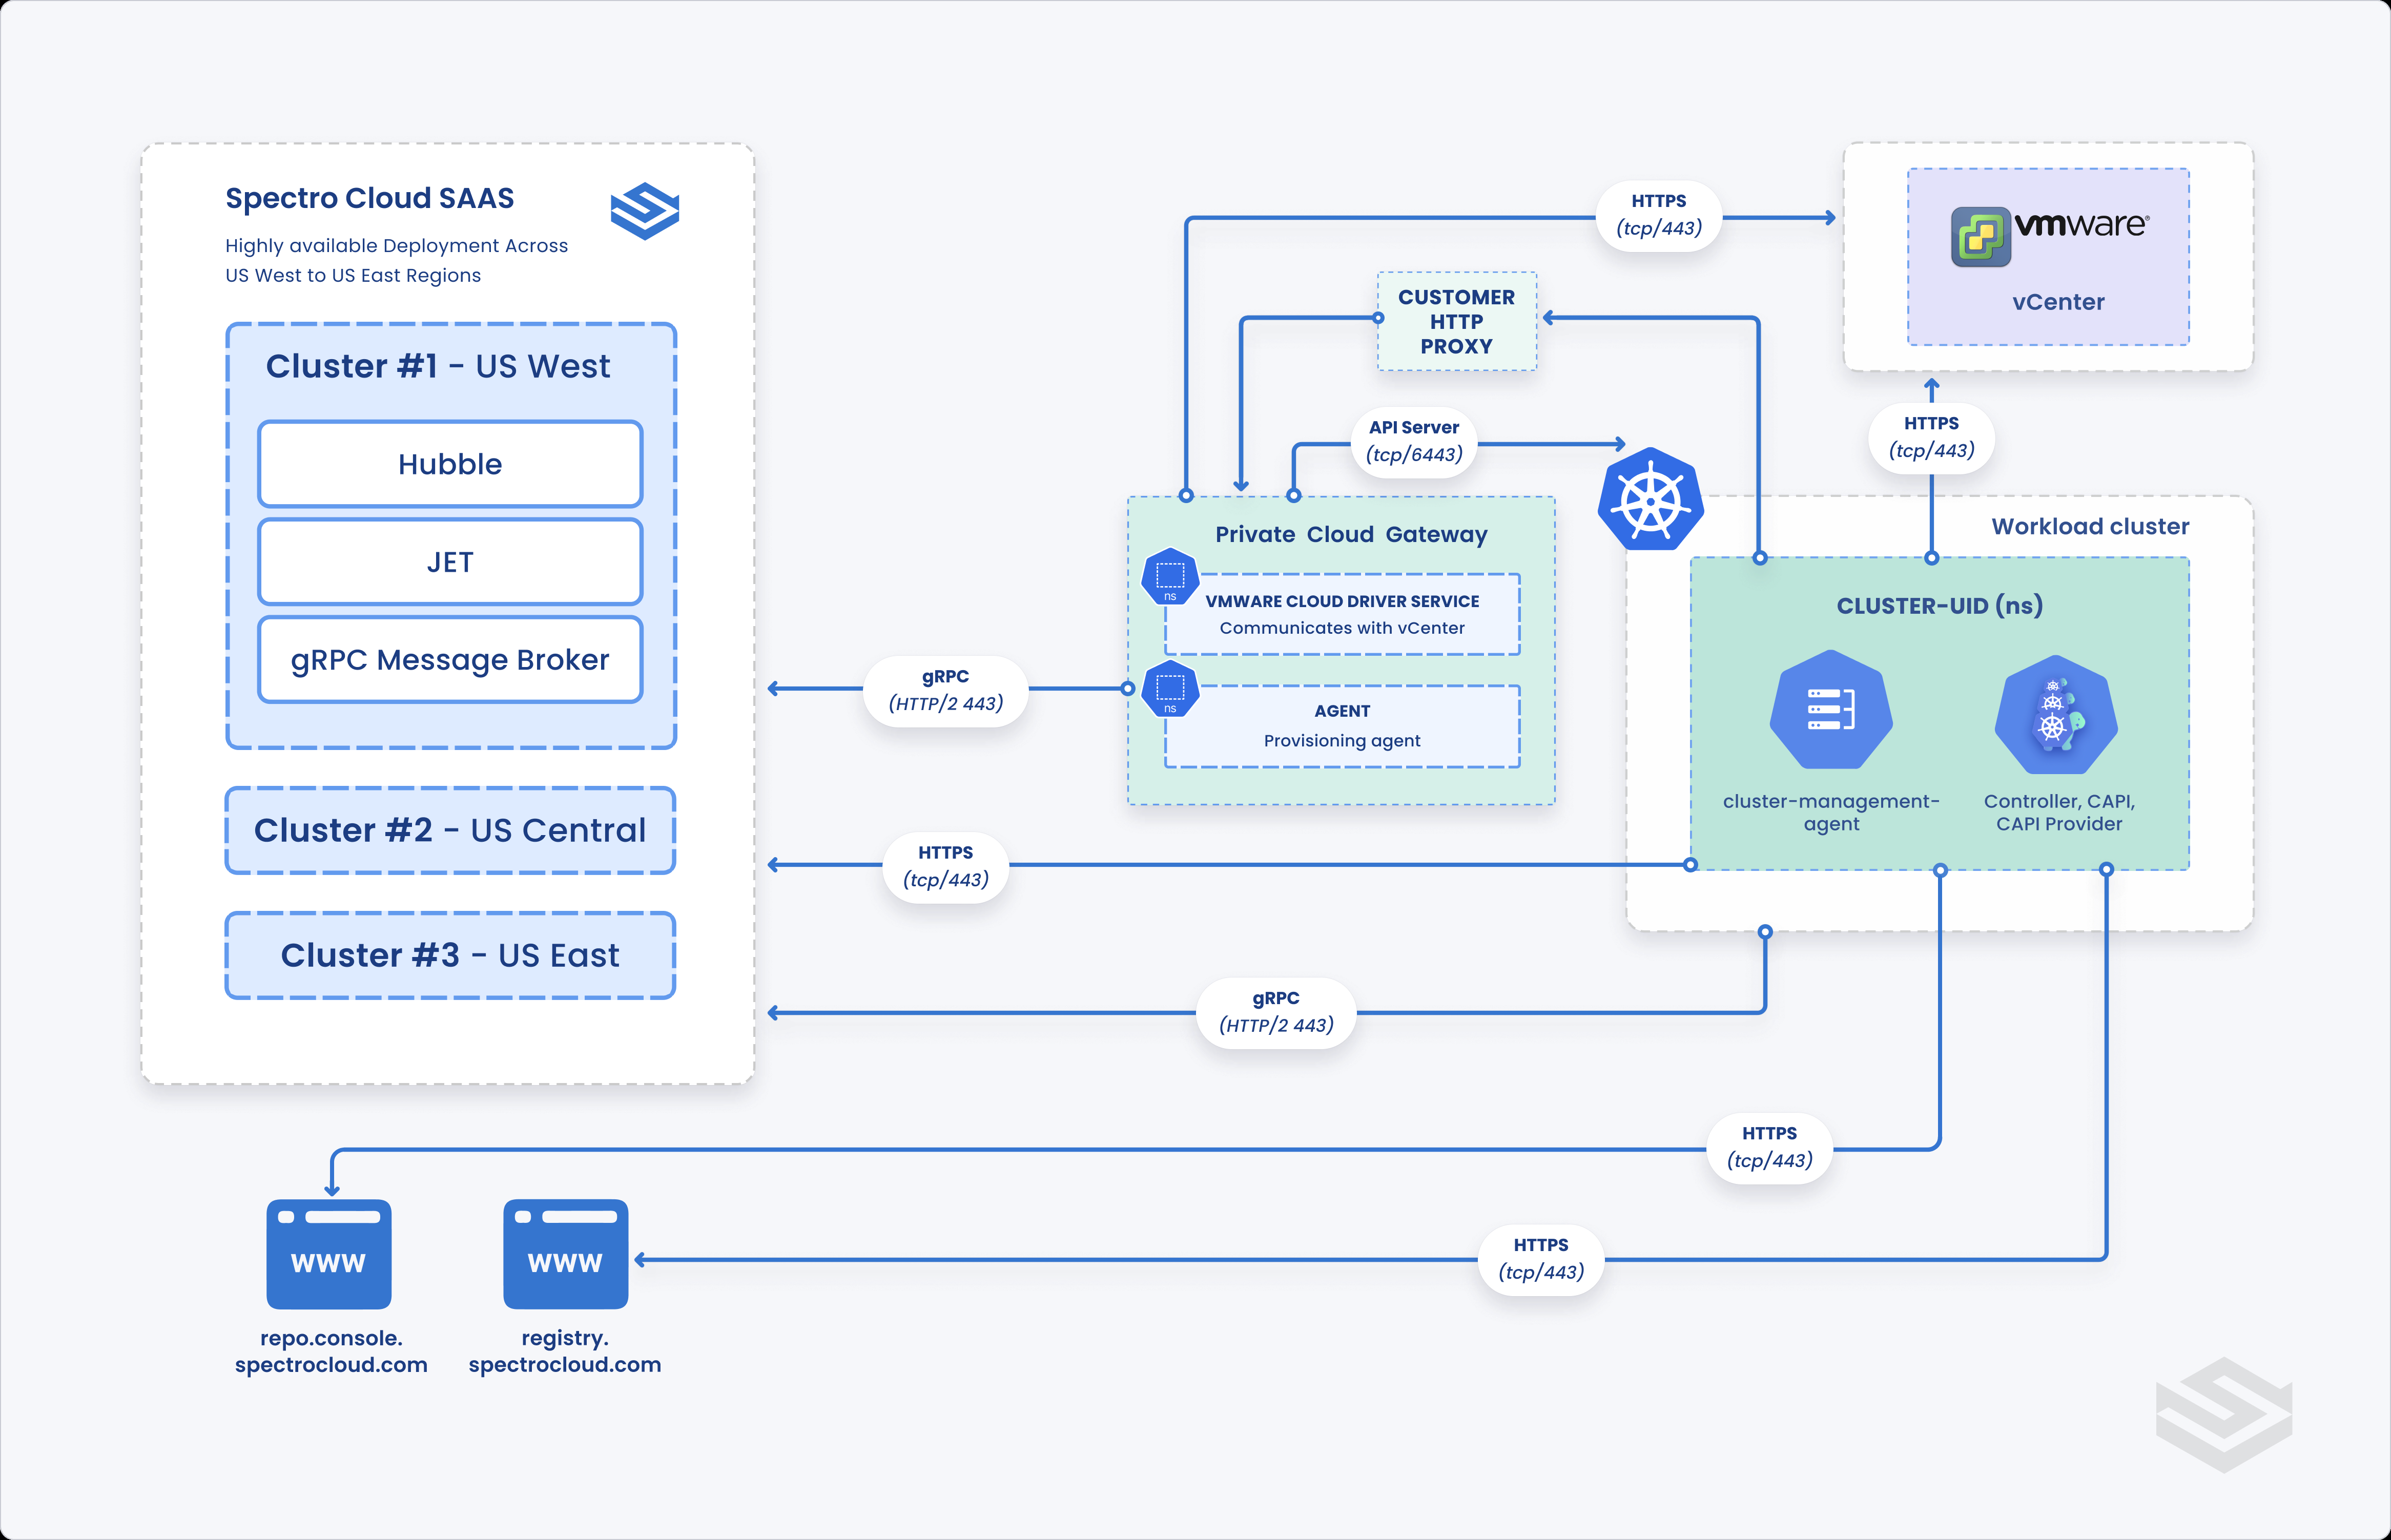 Spectro Cloud SAAS
Highly available Deployment Across
US West to US East Regions
Cluster #1 - US West
Hubble
JET
gRPC Message Broker
Cluster #2 - US Central
Cluster #3 - US East
HTTPS
(tcp/443)
CUSTOMER
HTTP
PROXY
API Server
(tcp/6443)
vmware®
vCenter
HTTPS
(tcp/443)
Private Cloud Gateway
ns
VMWARE CLOUD DRIVER SERVICE
Communicates with vCenter
ns
AGENT
Provisioning agent
Workload cluster
CLUSTER-UID (ns)
cluster-management-
agent
Controller, CAPI,
CAPI Provider
gRPC
(HTTP/2 443)
HTTPS
(tcp/443)
gRPC
(HTTP/2 443)
HTTPS
(tcp/443)
HTTPS
(tcp/443)
WWW
repo.console.
spectrocloud.com
WWW
registry.
spectrocloud.com